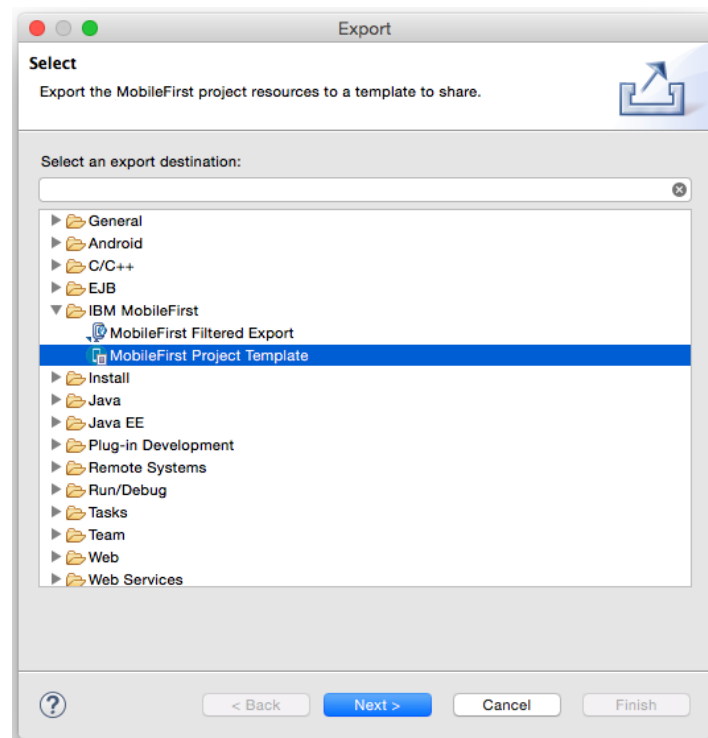 Export
Select
Export the MobileFirst project resources to a template to share.
Select an export destination:
General
Android
C/C++
EJB
IBM MobileFirst
MobileFirst Filtered Export
MobileFirst Project Template
Install
Java
Java EE
Plug-in Development
Remote Systems
Run/Debug
Tasks
Team
Web
Web Services
? < Back Next > Cancel Finish